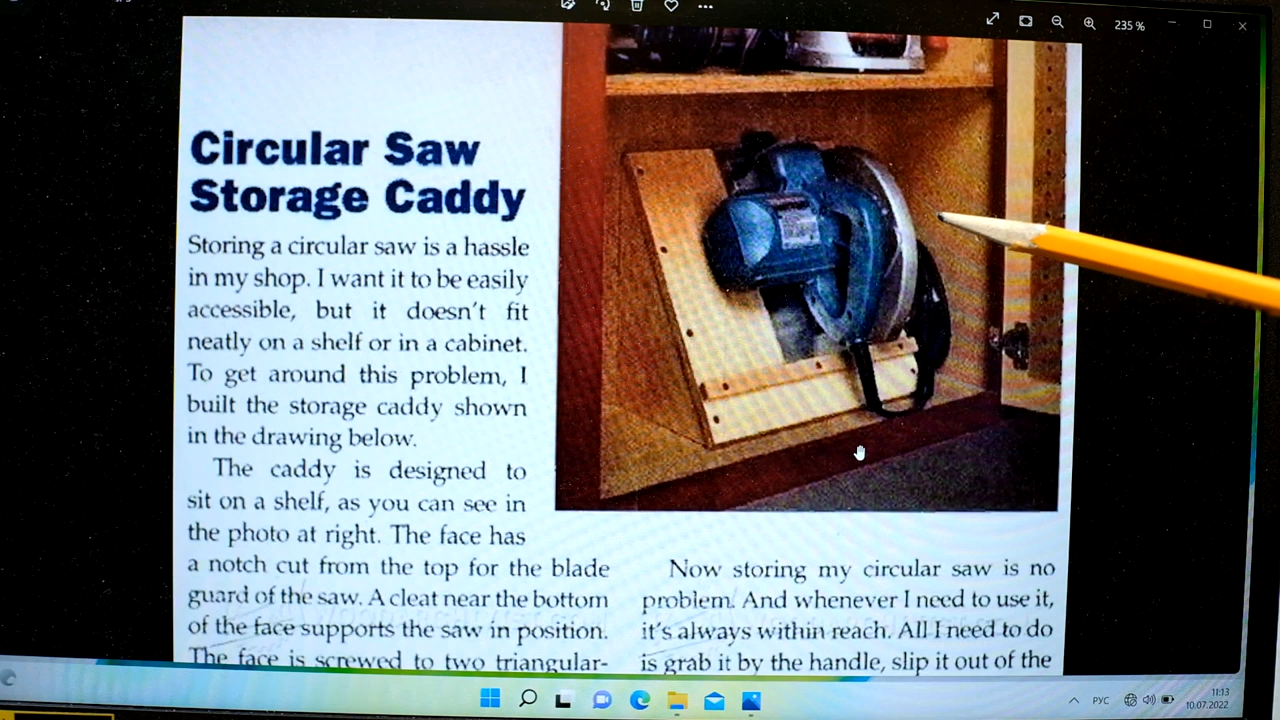 235 %
Circular Saw
Storage Caddy
Storing a circular saw is a hassle
in my shop. I want it to be easily
accessible, but it doesn't fit
neatly on a shelf or in a cabinet.
To get around this problem, I
built the storage caddy shown
in the drawing below.
The caddy is designed to
sit on a shelf, as you can see in
the photo at right. The face has
a notch cut from the top for the blade
guard of the saw. A cleat near the bottom
of the face supports the saw in position.
The face is screwed to two triangular-
Now storing my circular saw is no
problem. And whenever I need to use it,
it's always within reach. All I need to do
is grab it by the handle, slip it out of the
РУС
11:13
10.07.2022